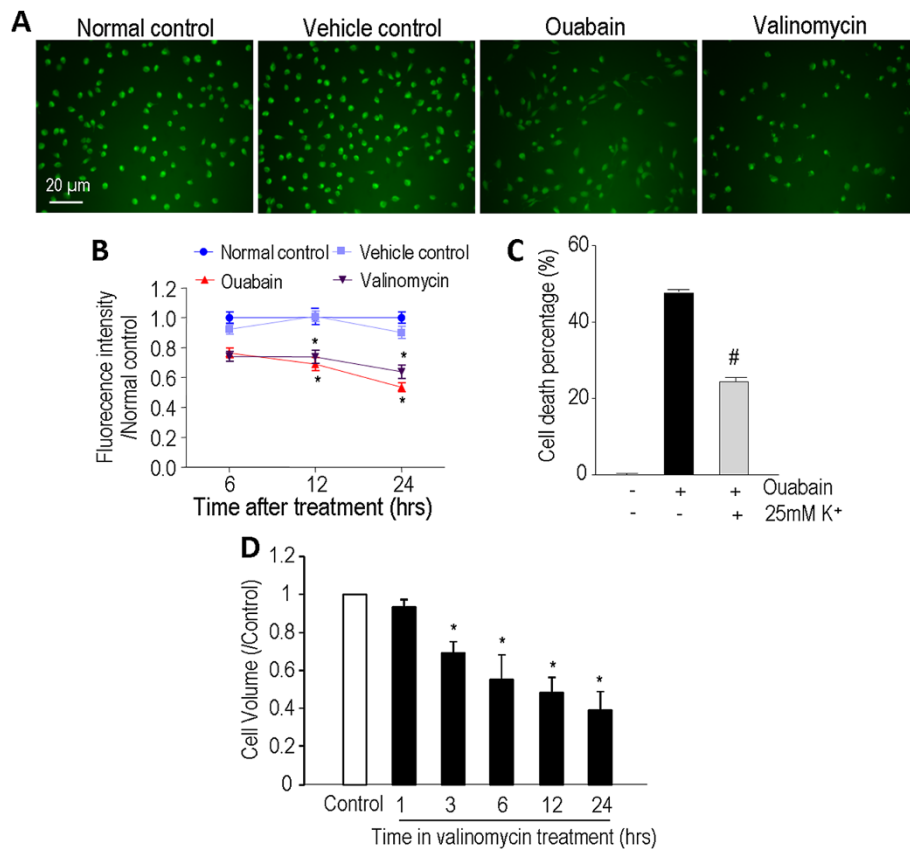 A
Normal control
Vehicle control
Ouabain
Valinomycin
20 µm
B
Normal control
Vehicle control
Ouabain
Valinomycin
Fluorecence intensity
/Normal control
1.2
1.0
0.8
0.6
0.4
0.2
0.0
*
*
*
*
6
12
24
Time after treatment (hrs)
C
Cell death percentage (%)
60
40
20
0
#
- + + Ouabain
- - + 25mM K⁺
D
Cell Volume (/Control)
1.2
1
0.8
0.6
0.4
0.2
0
* * * *
Control 1 3 6 12 24
Time in valinomycin treatment (hrs)